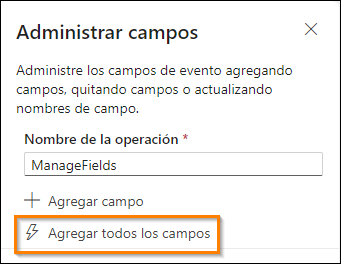 Administrar campos
Administre los campos de evento agregando
campos, quitando campos o actualizando
nombres de campo.
Nombre de la operación *
ManageFields
Agregar campo
Agregar todos los campos